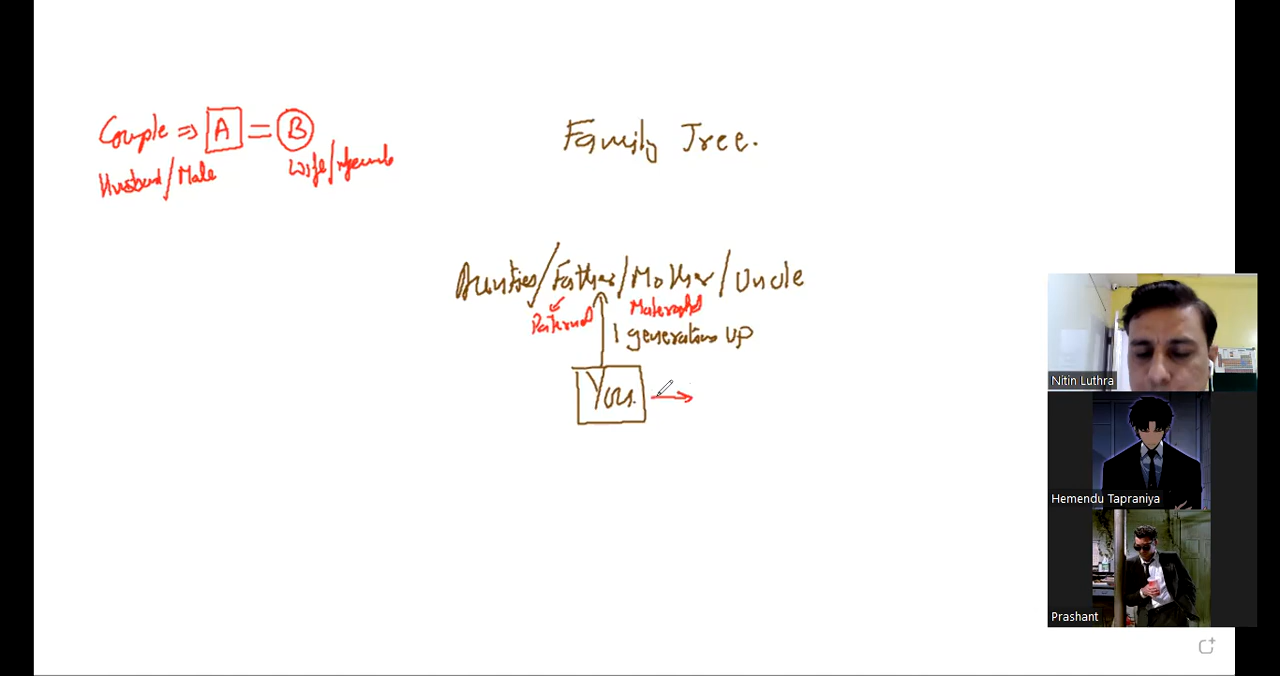 Family Tree.
Couple => A = B
Husband/Male Wife/
Aunties/Father/Mother/Uncle
Paternal Maternal
1 generation up
You.
Nitin Luthra
Hemendu Tapraniya
Prashant